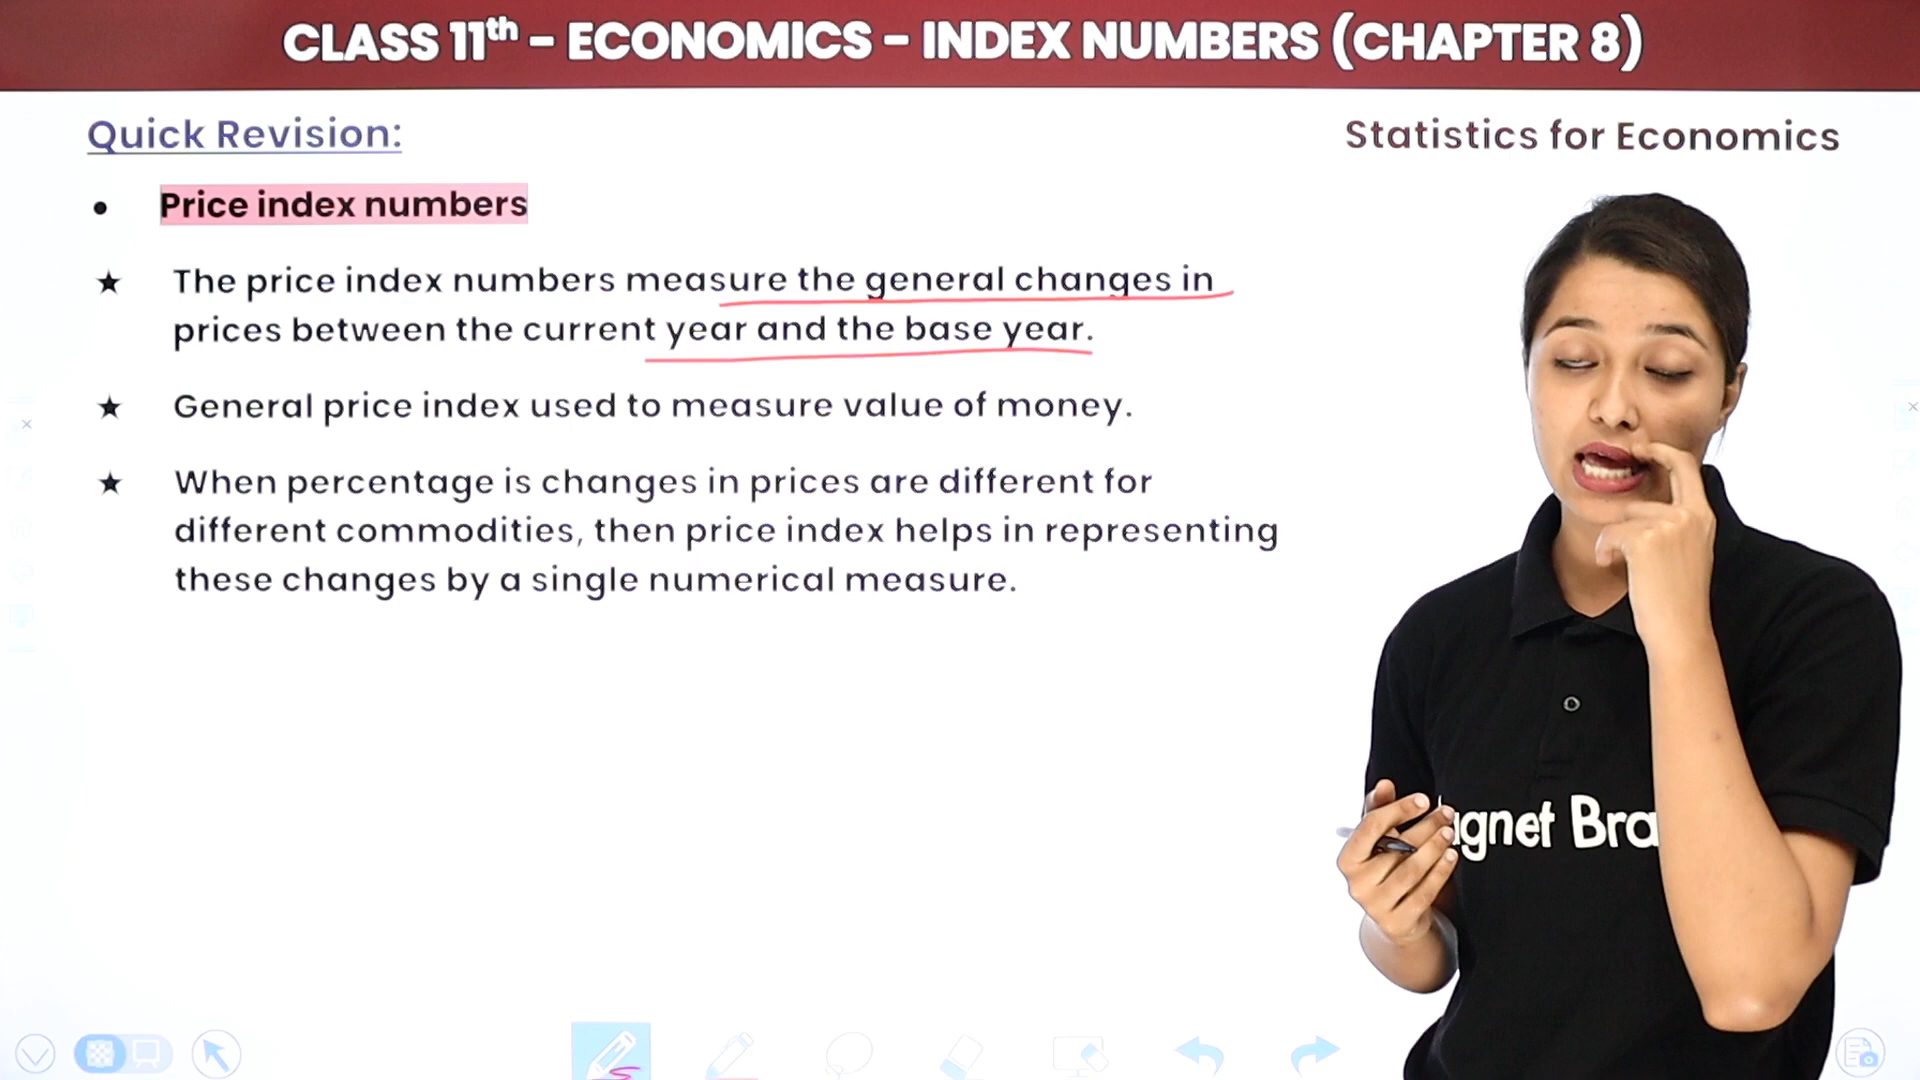 CLASS 11th - ECONOMICS - INDEX NUMBERS (CHAPTER 8)
Quick Revision:
Statistics for Economics
• Price index numbers
★ The price index numbers measure the general changes in
prices between the current year and the base year.
★ General price index used to measure value of money.
★ When percentage is changes in prices are different for
different commodities, then price index helps in representing
these changes by a single numerical measure.
agnet Bra